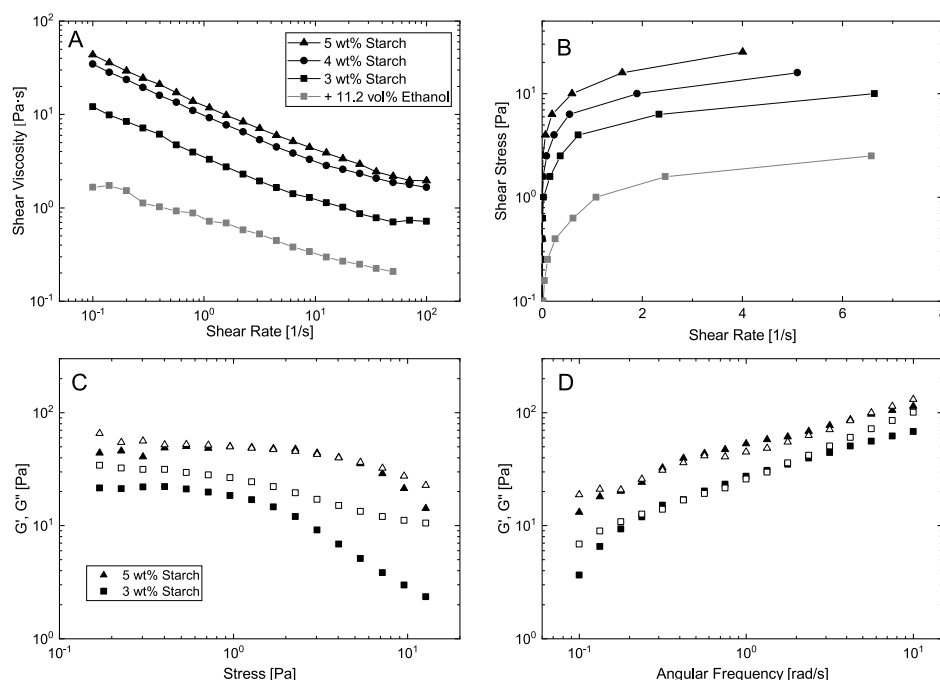 A
5 wt% Starch
4 wt% Starch
3 wt% Starch
+ 11.2 vol% Ethanol
Shear Viscosity [Pa·s]
10²
10¹
10⁰
10⁻¹
10⁻¹ 10⁰ 10¹ 10²
Shear Rate [1/s]
B
Shear Stress [Pa]
10¹
10⁰
10⁻¹
0 2 4 6 8
Shear Rate [1/s]
C
G', G'' [Pa]
10²
10¹
10⁰
5 wt% Starch
3 wt% Starch
10⁰ 10¹
Stress [Pa]
D
G', G'' [Pa]
10²
10¹
10⁰
10⁻¹ 10⁰ 10¹
Angular Frequency [rad/s]